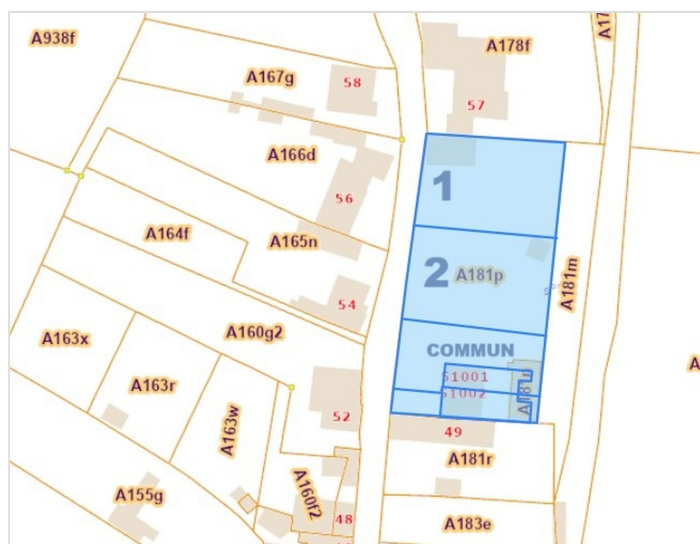 A938f
A178f
A167g
58
57
A166d
1
56
A164f
A165n
2
A181p
A181m
54
A160g2
A163x
COMMUN
A163r
51001
51002
52
A163w
49
A181r
A155g
A160f2
48
A183e